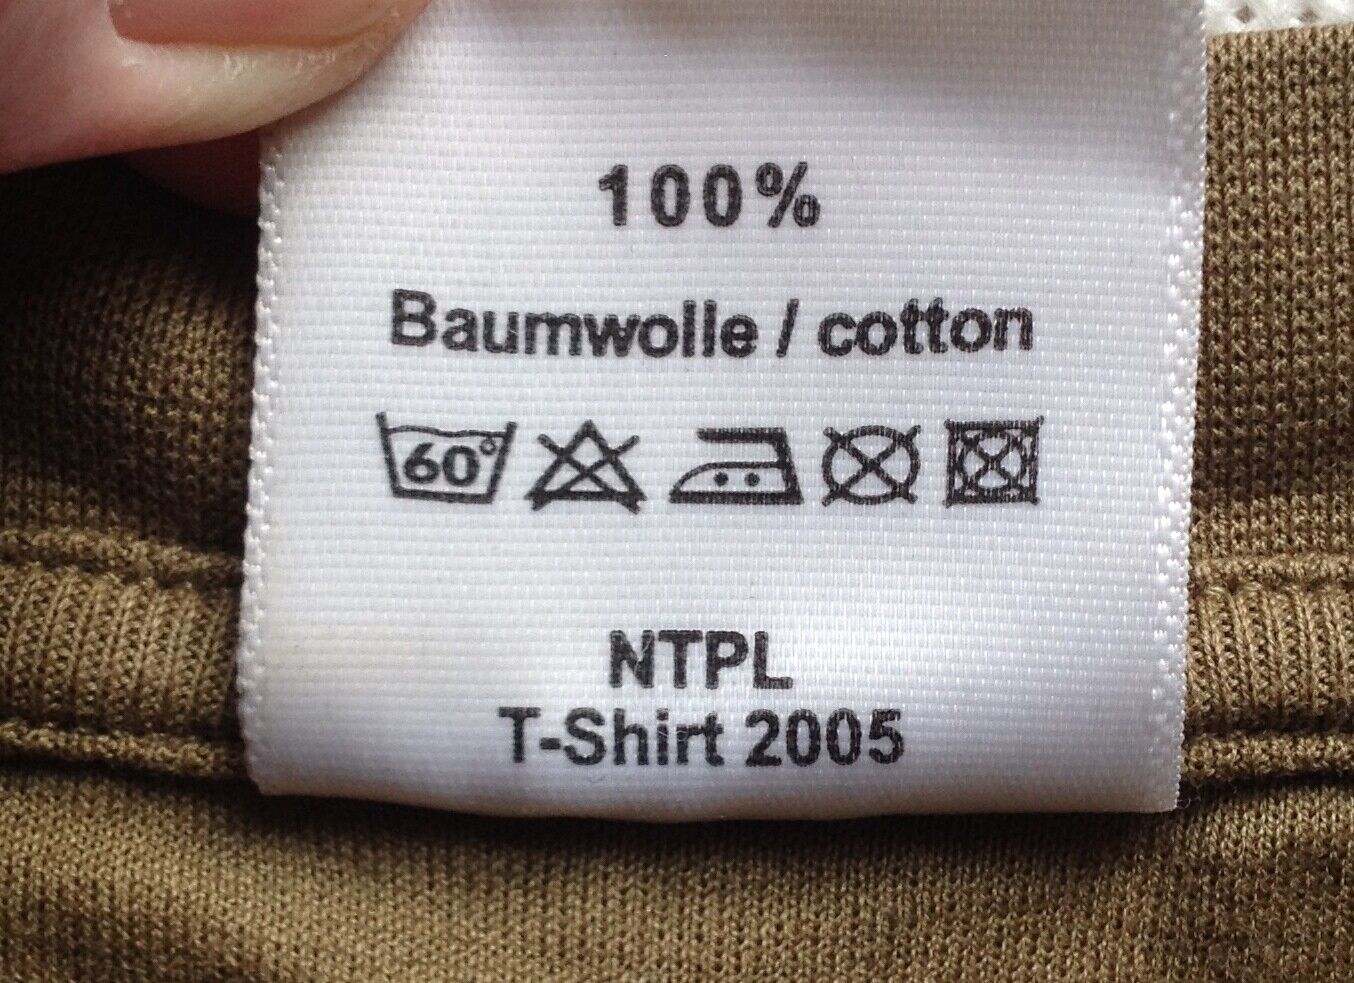 100%
Baumwolle / cotton
60°
NTPL
T-Shirt 2005